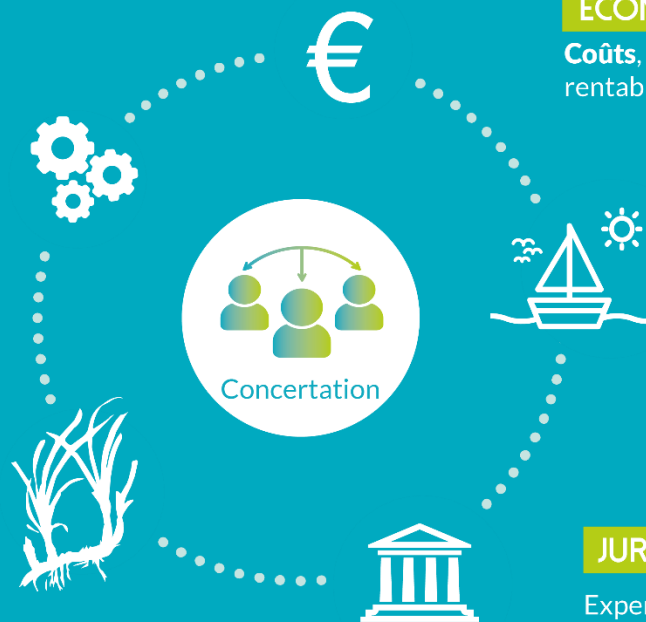 €
ECON
Coûts,
rentab
Concertation
JUR
Exper